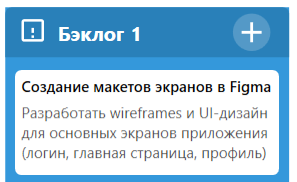 Бэклог 1
Создание макетов экранов в Figma
Разработать wireframes и UI-дизайн
для основных экранов приложения
(логин, главная страница, профиль)